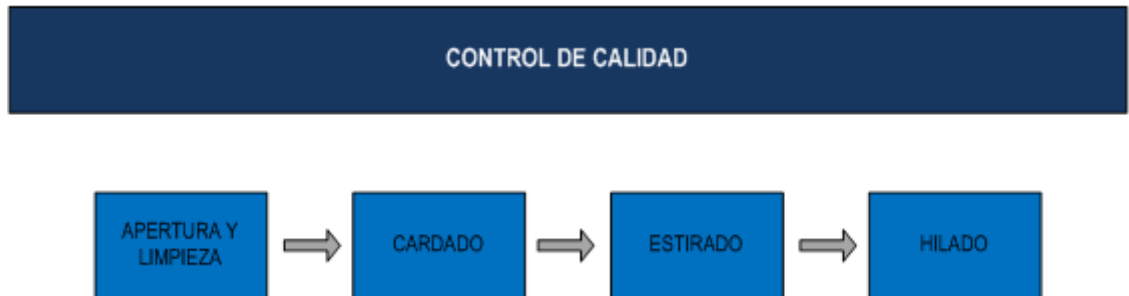 CONTROL DE CALIDAD
APERTURA Y
LIMPIEZA
CARDADO
ESTIRADO
HILADO